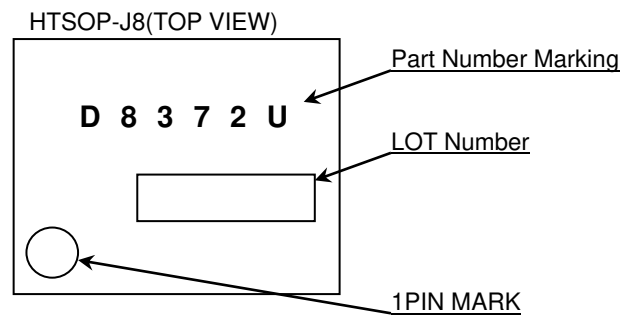 HTSOP-J8(TOP VIEW)
Part Number Marking
D 8 3 7 2 U
LOT Number
1PIN MARK